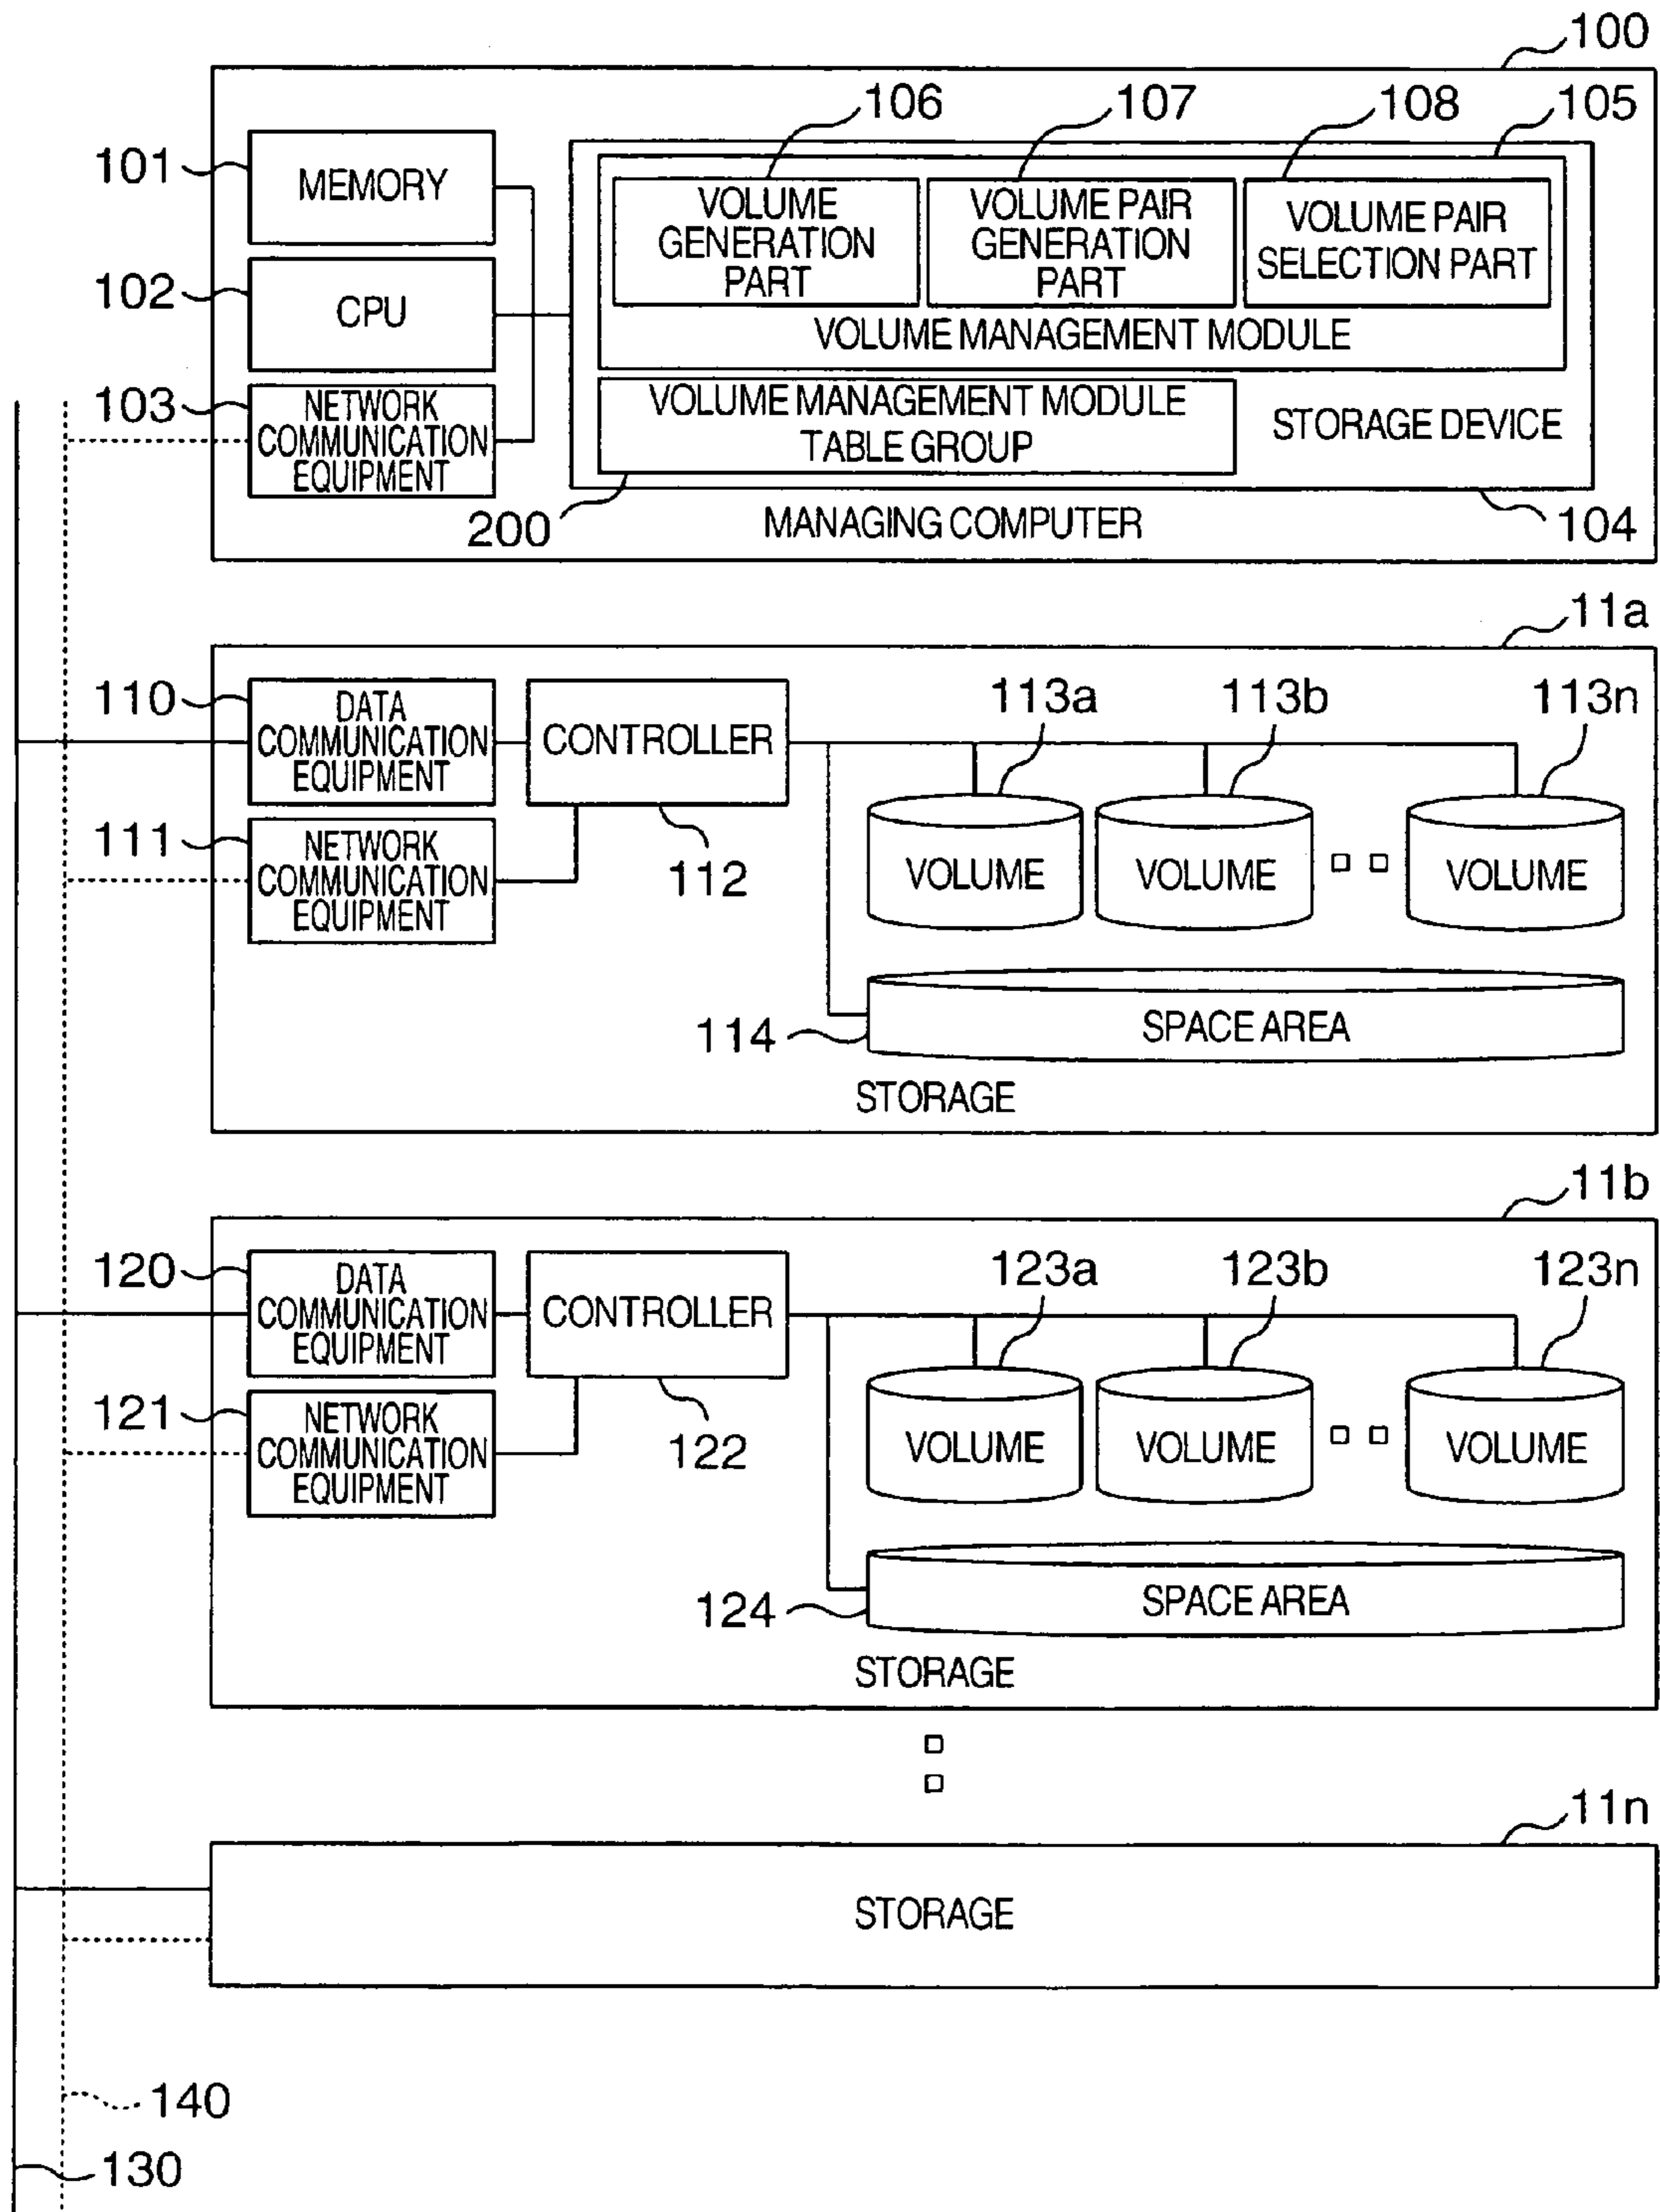 100
106
107
108
105
101
MEMORY
VOLUME
GENERATION
PART
VOLUME PAIR
GENERATION
PART
VOLUME PAIR
SELECTION PART
102
CPU
VOLUME MANAGEMENT MODULE
103
NETWORK
COMMUNICATION
EQUIPMENT
VOLUME MANAGEMENT MODULE
TABLE GROUP
STORAGE DEVICE
200
MANAGING COMPUTER
104
11a
110
DATA
COMMUNICATION
EQUIPMENT
CONTROLLER
113a
113b
113n
111
NETWORK
COMMUNICATION
EQUIPMENT
112
VOLUME
VOLUME
VOLUME
114
SPACE AREA
STORAGE
11b
120
DATA
COMMUNICATION
EQUIPMENT
CONTROLLER
123a
123b
123n
121
NETWORK
COMMUNICATION
EQUIPMENT
122
VOLUME
VOLUME
VOLUME
124
SPACE AREA
STORAGE
11n
STORAGE
140
130